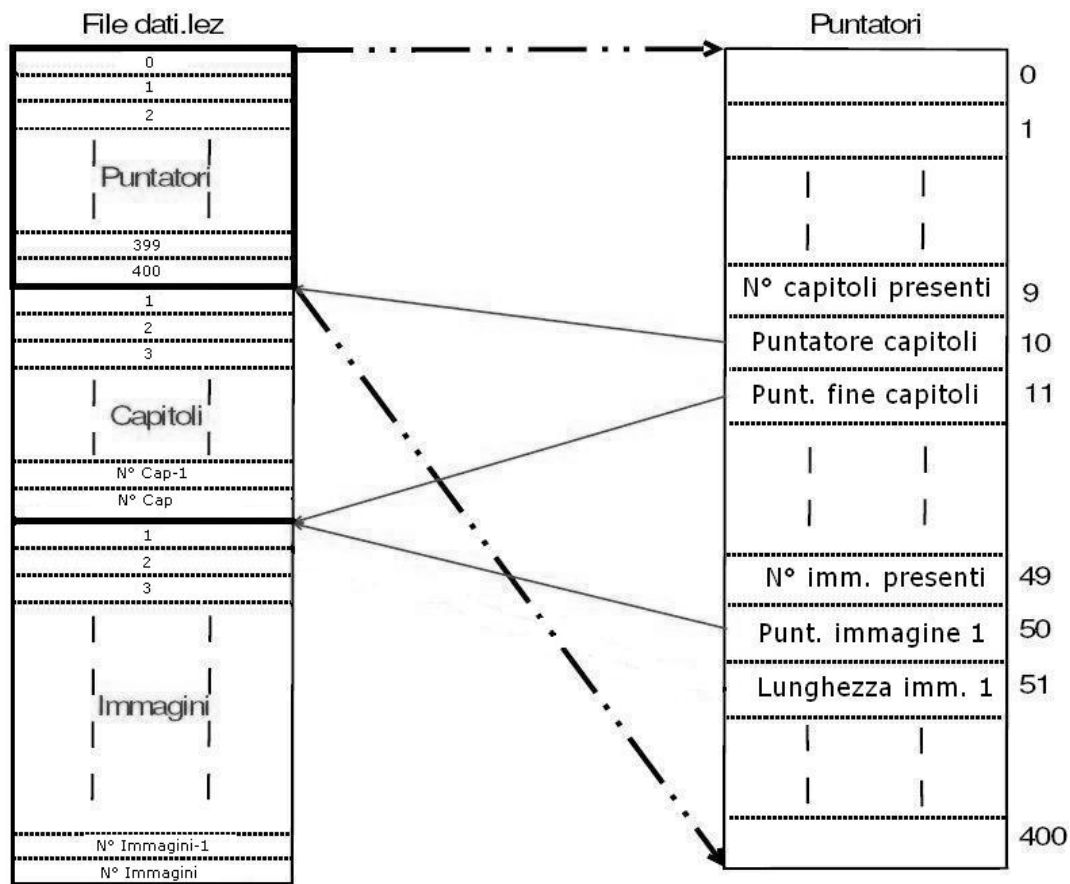 File dati.lez
0
1
2
Puntatori
399
400
1
2
3
Capitoli
N° Cap-1
N° Cap
1
2
3
Immagini
N° Immagini-1
N° Immagini
Puntatori
0
1
N° capitoli presenti 9
Puntatore capitoli 10
Punt. fine capitoli 11
N° imm. presenti 49
Punt. immagine 1 50
Lunghezza imm. 1 51
400